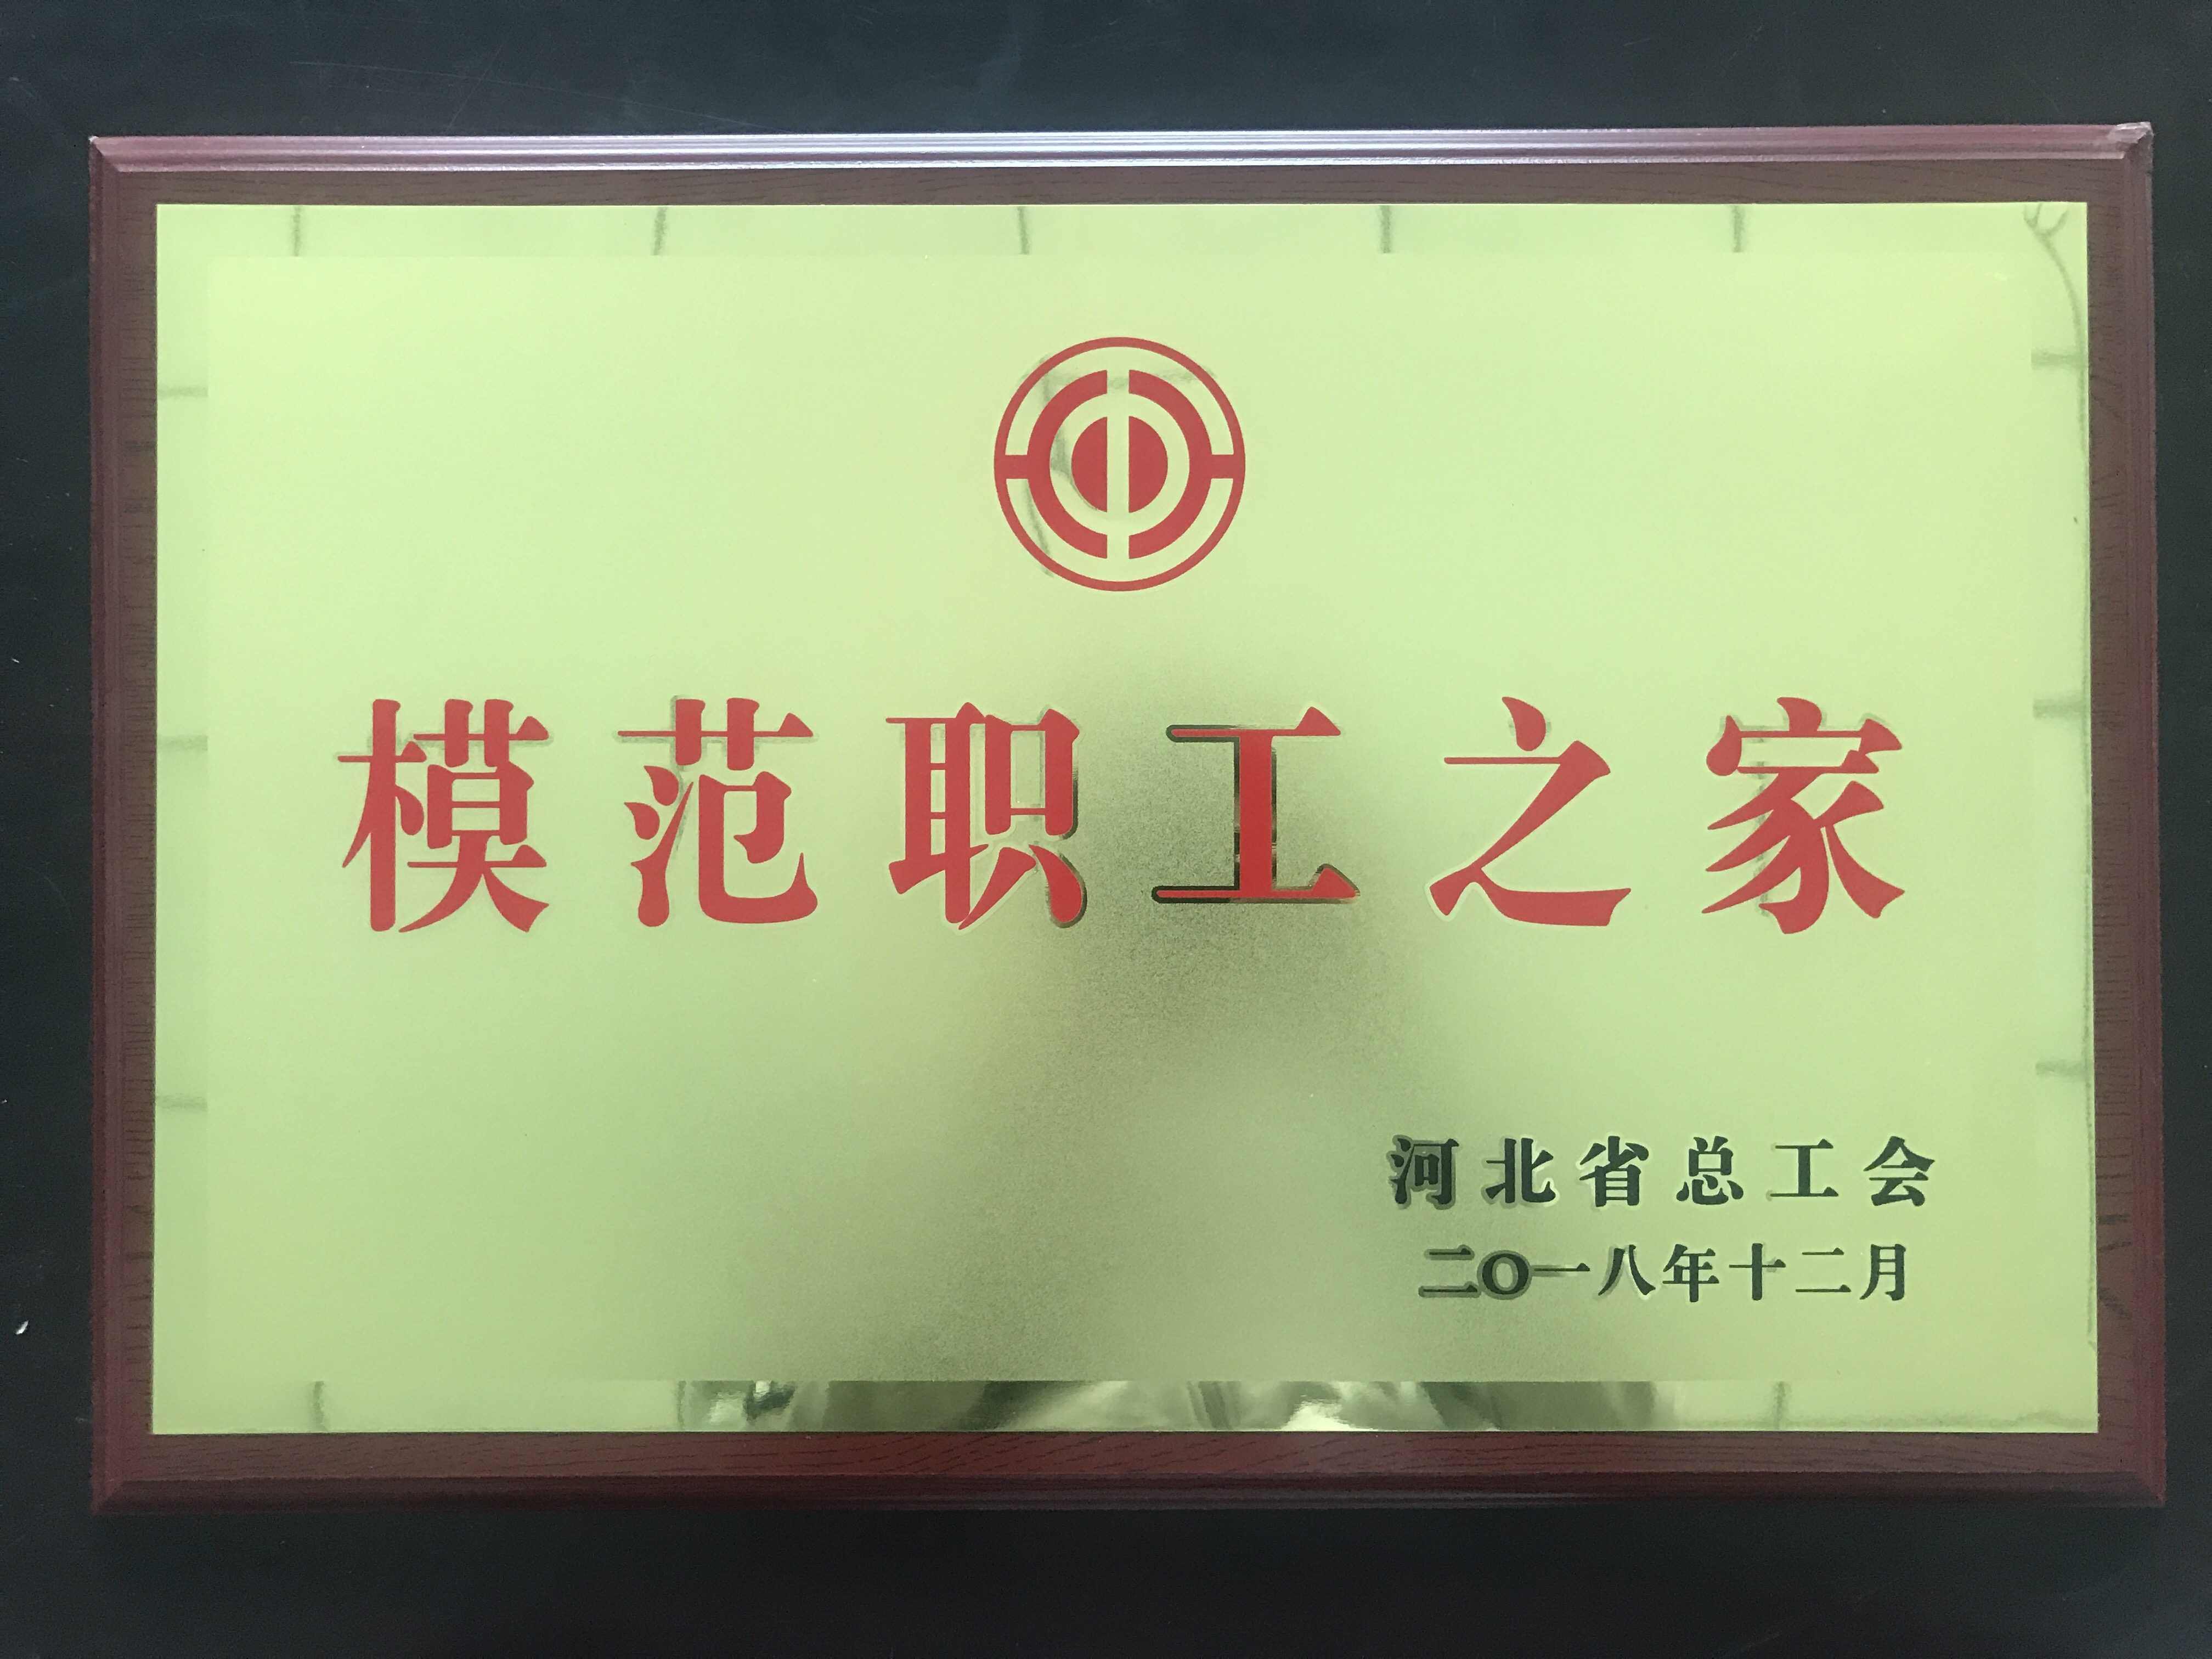 模范职工之家
河北省总工会
二〇一八年十二月